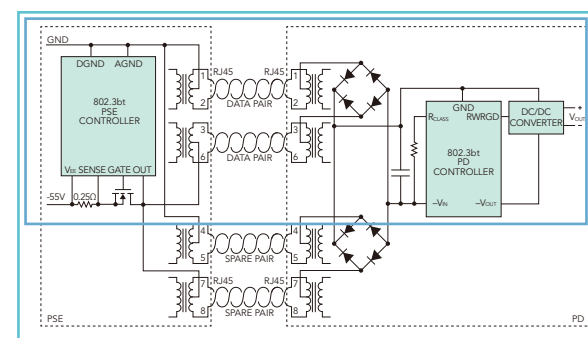 GND
DGND AGND
802.3bt
PSE
CONTROLLER
VEE SENSE GATE OUT
-55V 0.25Ω
RJ45 RJ45
1 1
2 2
DATA PAIR
3 3
6 6
DATA PAIR
4 4
5 5
SPARE PAIR
RJ45 RJ45
7 7
8 8
SPARE PAIR
GND
RCLASS RWRGD
802.3bt
PD
CONTROLLER
–VIN –VOUT
DC/DC
CONVERTER
+
VOUT
–
PSE PD